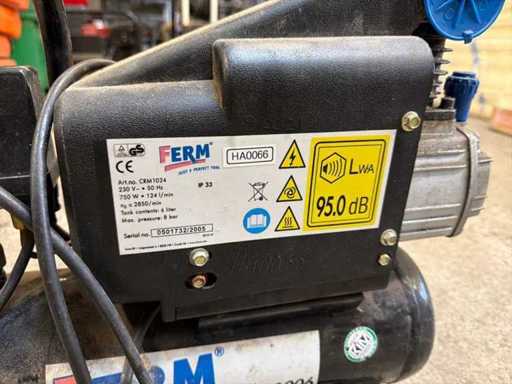 FERM®
JUST A PERFECT TOOL
HA0066
Art.no. CRM1024
230 V~ • 50 Hz
750 W • 124 l/min
n₀ = 2850/min
Tank contents: 6 liter
Max. pressure: 8 bar
IP 33
Serial no. 0501732/2005
LWA
95.0 dB
FERM®